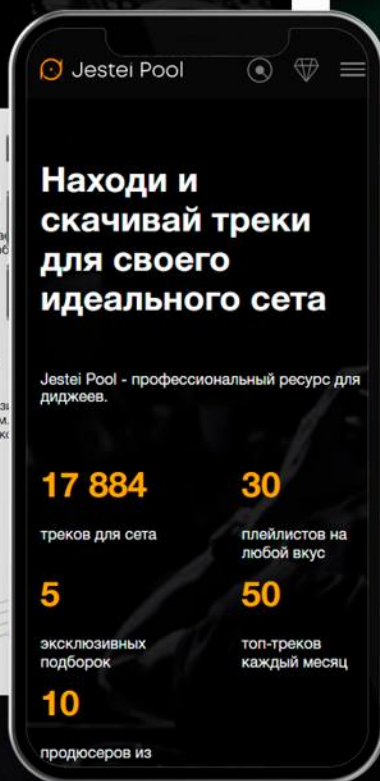 Jestei Pool
Находи и
скачивай треки
для своего
идеального сета
Jestei Pool - профессиональный ресурс для
диджеев.
17 884
30
треков для сета
плейлистов на
любой вкус
5
50
эксклюзивных
подборок
топ-треков
каждый месяц
10
продюсеров из